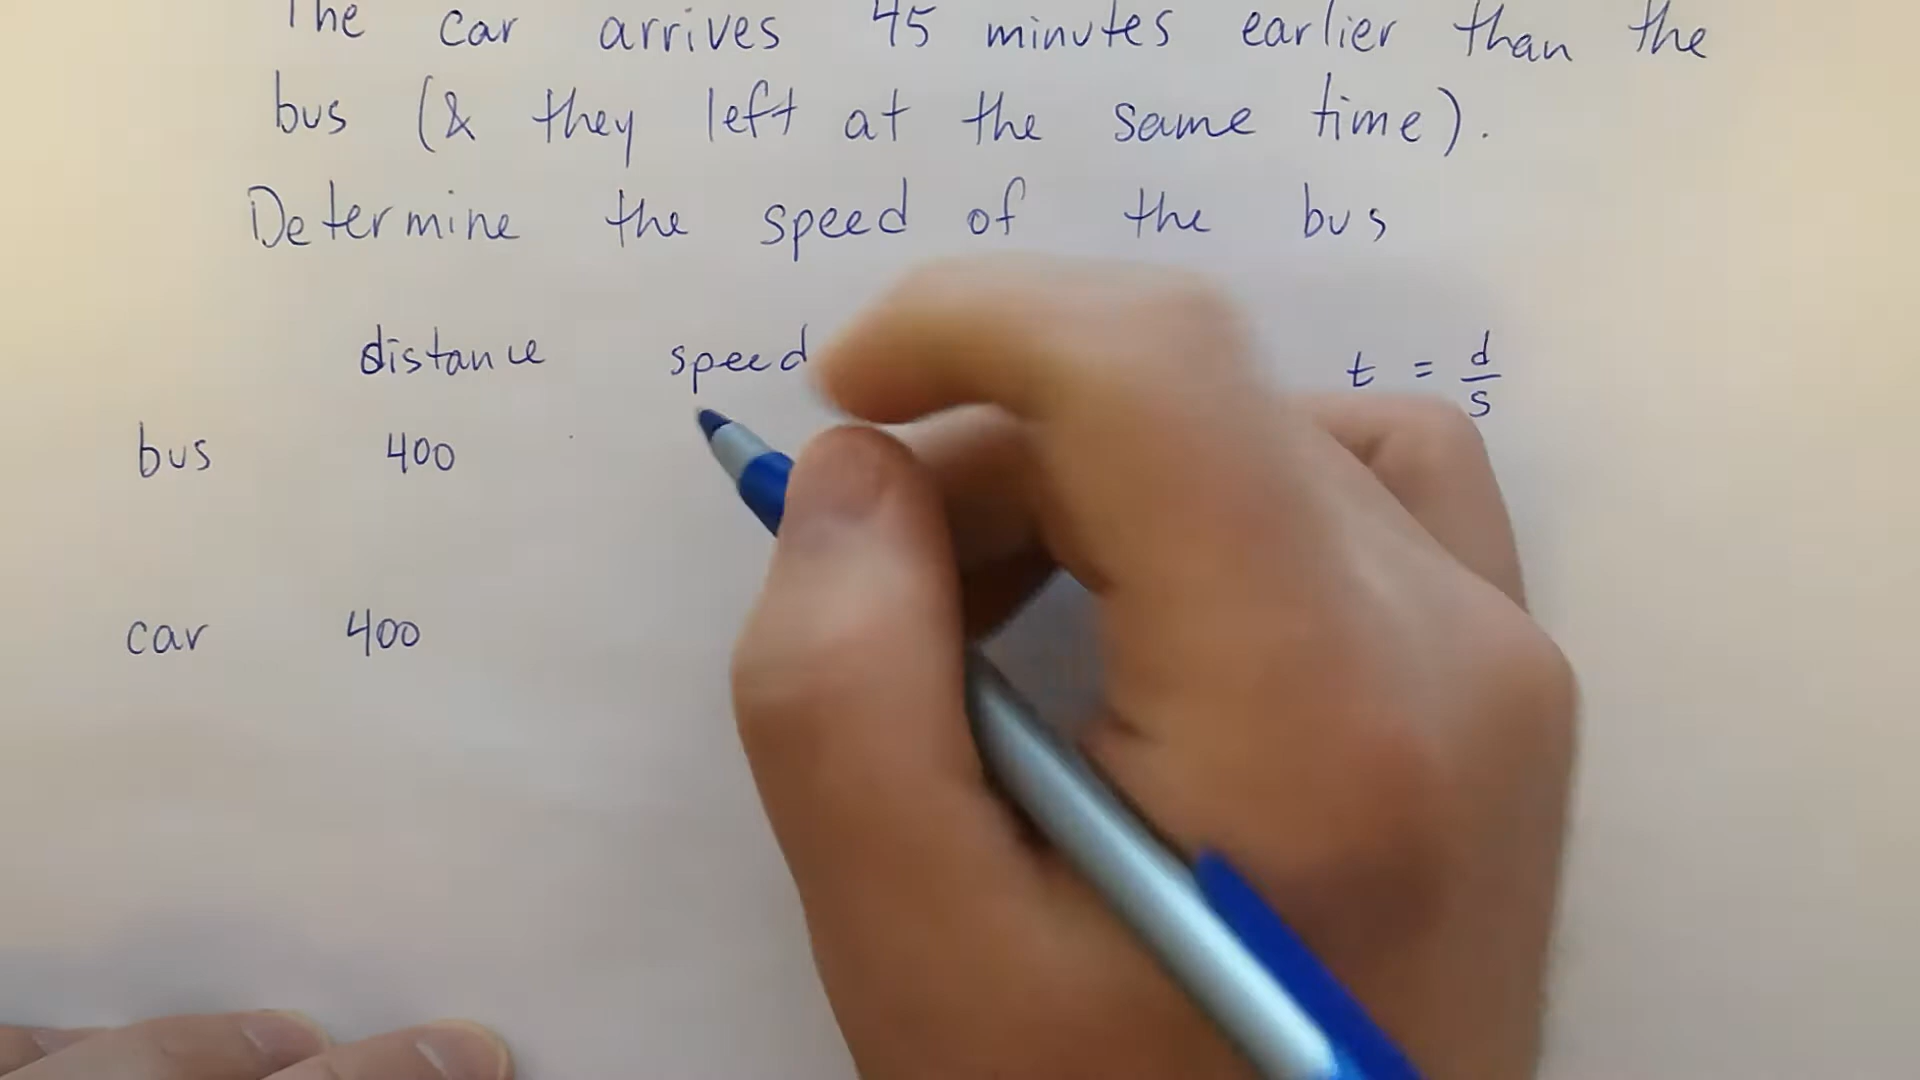 The car arrives 45 minutes earlier than the
bus (& they left at the same time).
Determine the speed of the bus
distance speed t = d/s
bus 400
car 400